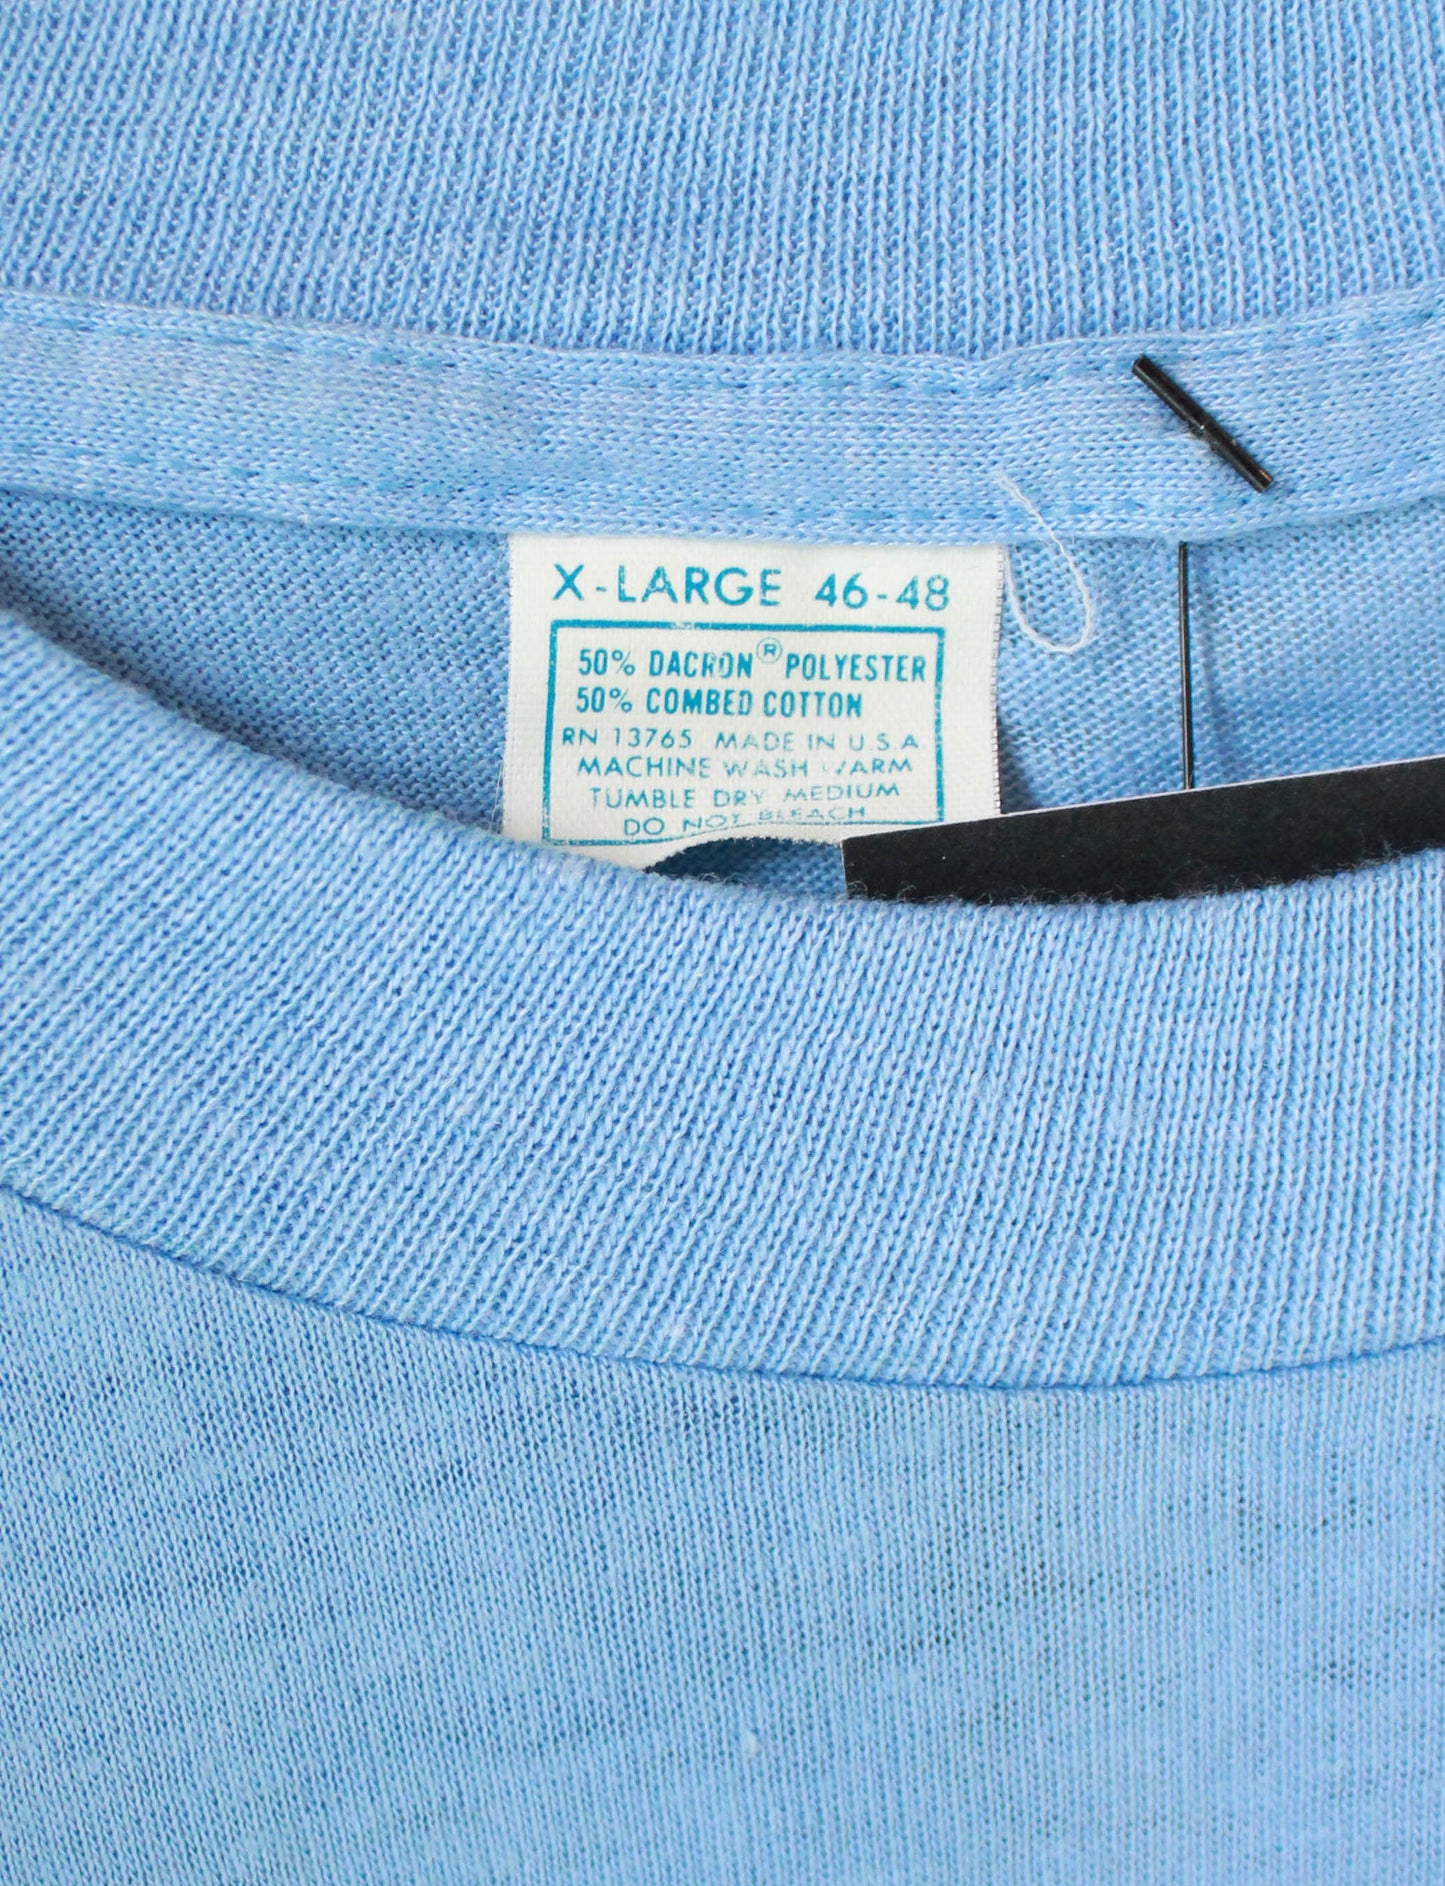 X-LARGE 46-48
50% DACRON® POLYESTER
50% COMBED COTTON
RN 13765 MADE IN U.S.A.
MACHINE WASH WARM
TUMBLE DRY MEDIUM
DO NOT BLEACH